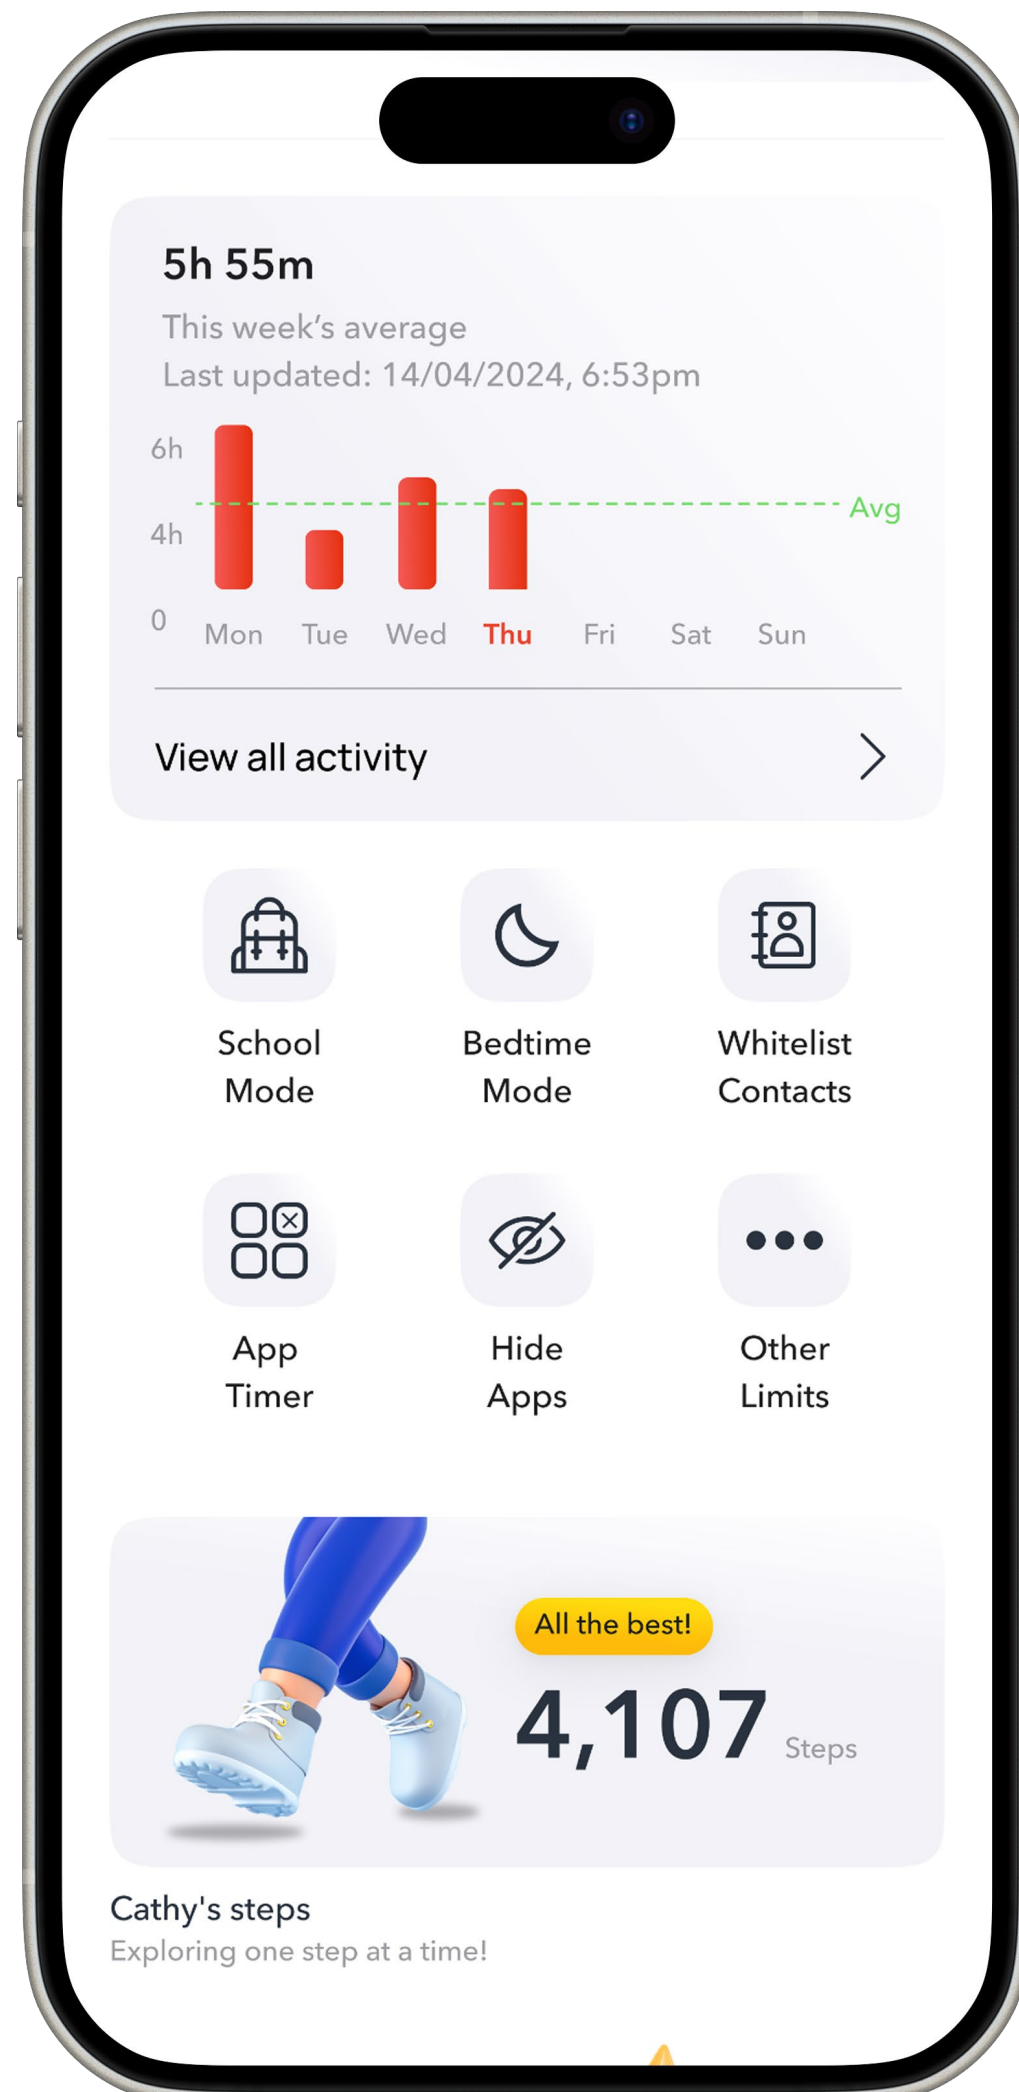 5h 55m
This week’s average
Last updated: 14/04/2024, 6:53pm
6h
4h
Avg
0
Mon Tue Wed Thu Fri Sat Sun
View all activity
School
Mode
Bedtime
Mode
Whitelist
Contacts
App
Timer
Hide
Apps
Other
Limits
All the best!
4,107 Steps
Cathy's steps
Exploring one step at a time!